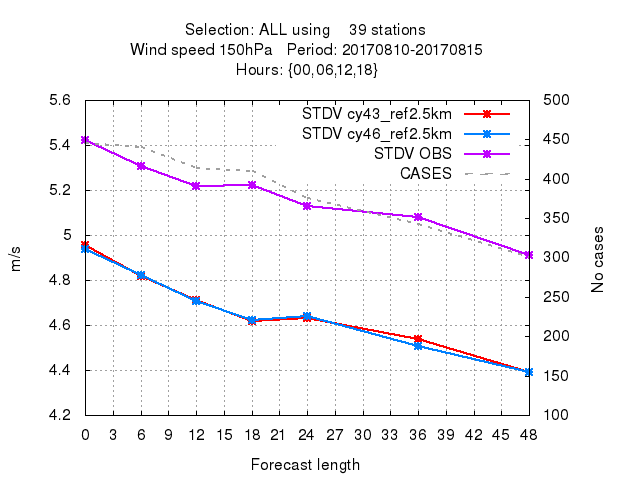 Selection: ALL using 39 stations
Wind speed 150hPa Period: 20170810-20170815
Hours: {00,06,12,18}
5.6
5.4
5.2
5
4.8
4.6
4.4
4.2
m/s
STDV cy43_ref2.5km
STDV cy46_ref2.5km
STDV OBS
CASES
500
450
400
350
300
250
200
150
100
No cases
0 3 6 9 12 15 18 21 24 27 30 33 36 39 42 45 48
Forecast length